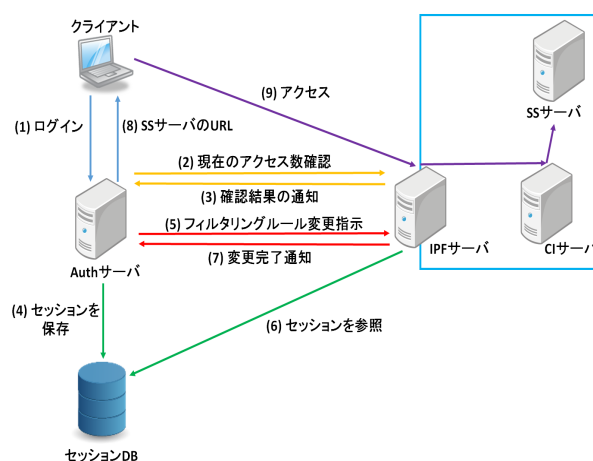 クライアント
(9) アクセス
SSサーバ
(1) ログイン
(8) SSサーバのURL
(2) 現在のアクセス数確認
(3) 確認結果の通知
(5) フィルタリングルール変更指示
(7) 変更完了通知
IPFサーバ
CIサーバ
Authサーバ
(4) セッションを
保存
(6) セッションを参照
セッションDB